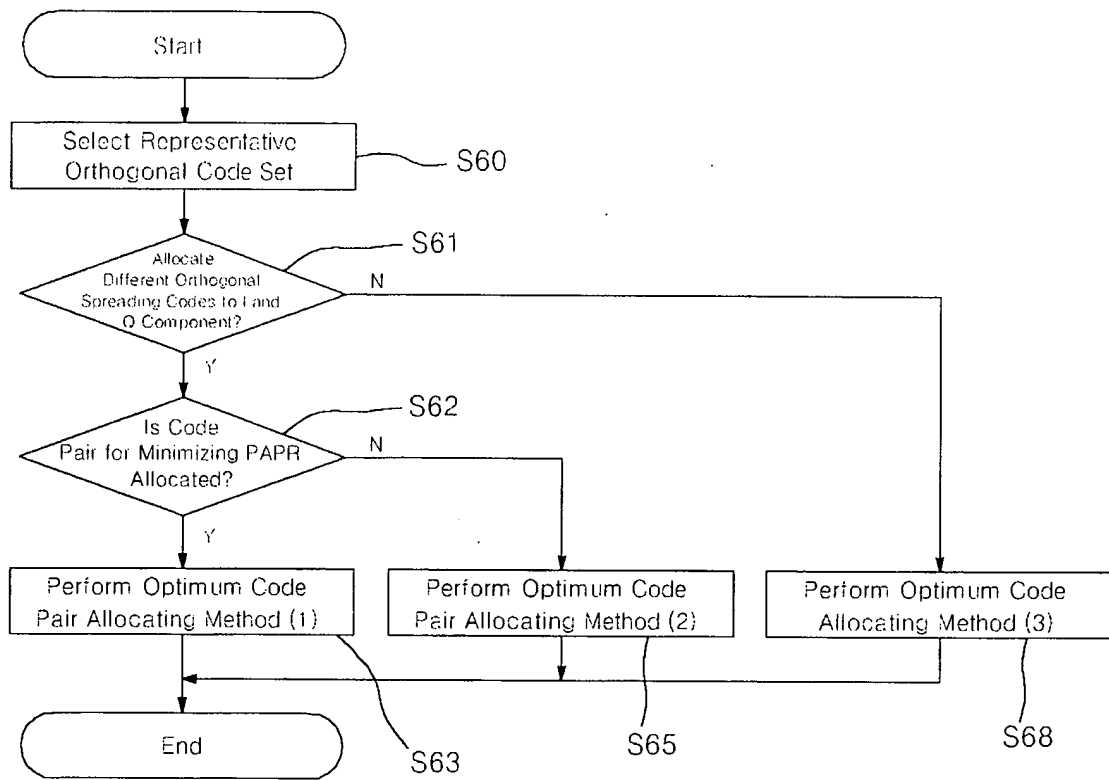 Start
Select Representative
Orthogonal Code Set
S60
S61
Allocate
Different Orthogonal
Spreading Codes to I and
Q Component?
N
Y
S62
Is Code
Pair for Minimizing PAPR
Allocated?
N
Y
Perform Optimum Code
Pair Allocating Method (1)
Perform Optimum Code
Pair Allocating Method (2)
Perform Optimum Code
Allocating Method (3)
End
S63
S65
S68